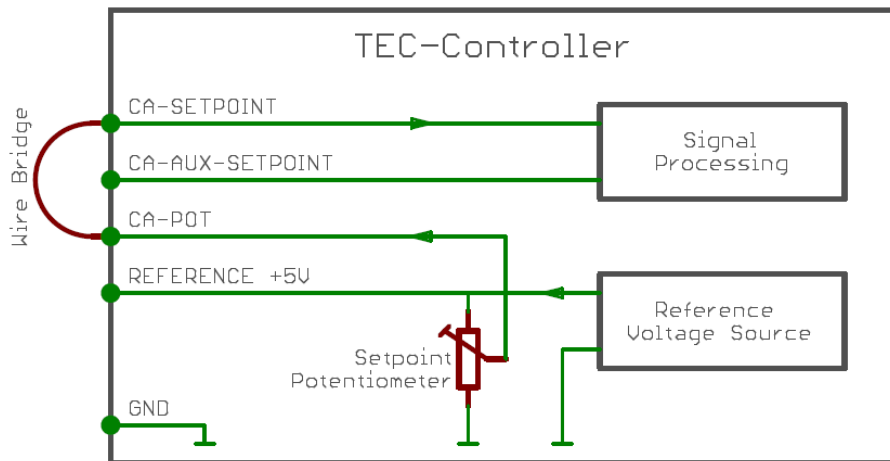 TEC-Controller
CA-SETPOINT
Signal
Processing
CA-AUX-SETPOINT
Wire Bridge
CA-POT
REFERENCE +5V
Reference
Voltage Source
Setpoint
Potentiometer
GND